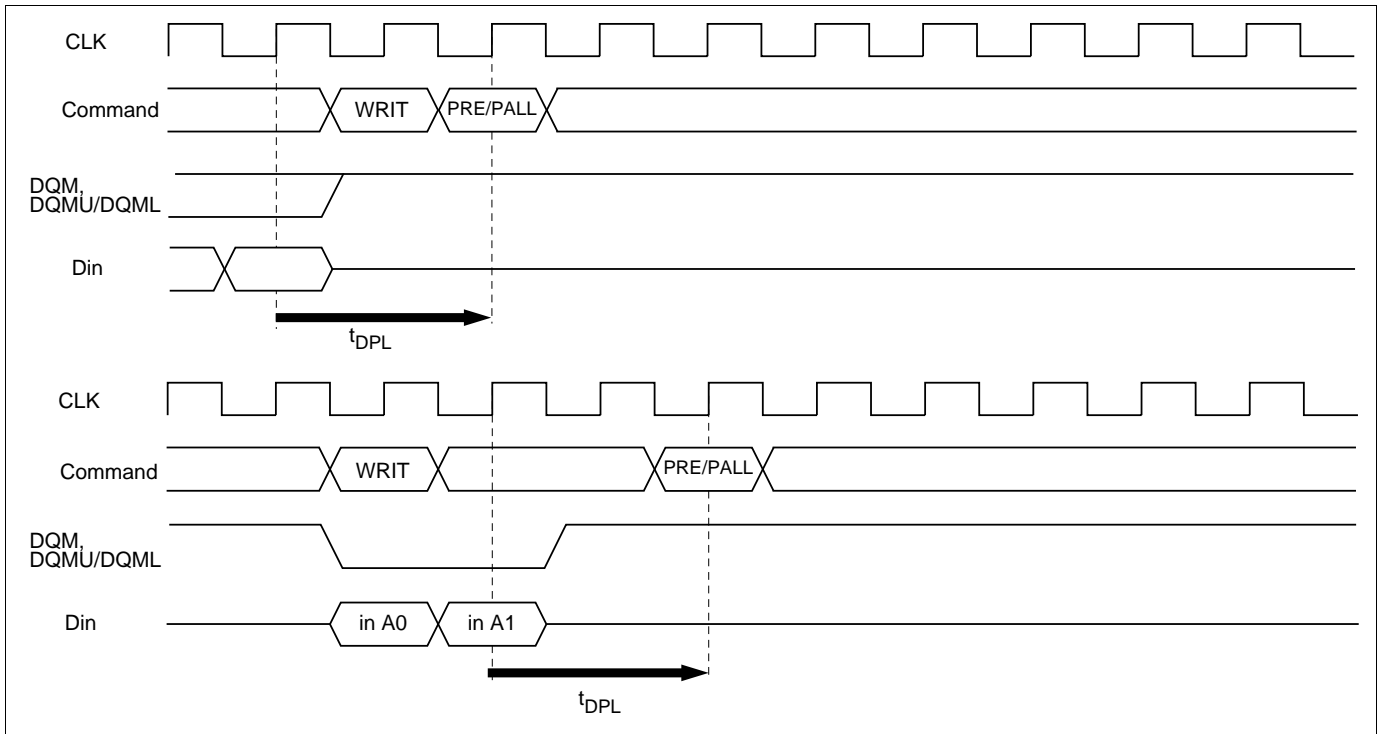 CLK
Command WRIT PRE/PALL
DQM,
DQMU/DQML
Din
tDPL
CLK
Command WRIT PRE/PALL
DQM,
DQMU/DQML
Din in A0 in A1
tDPL